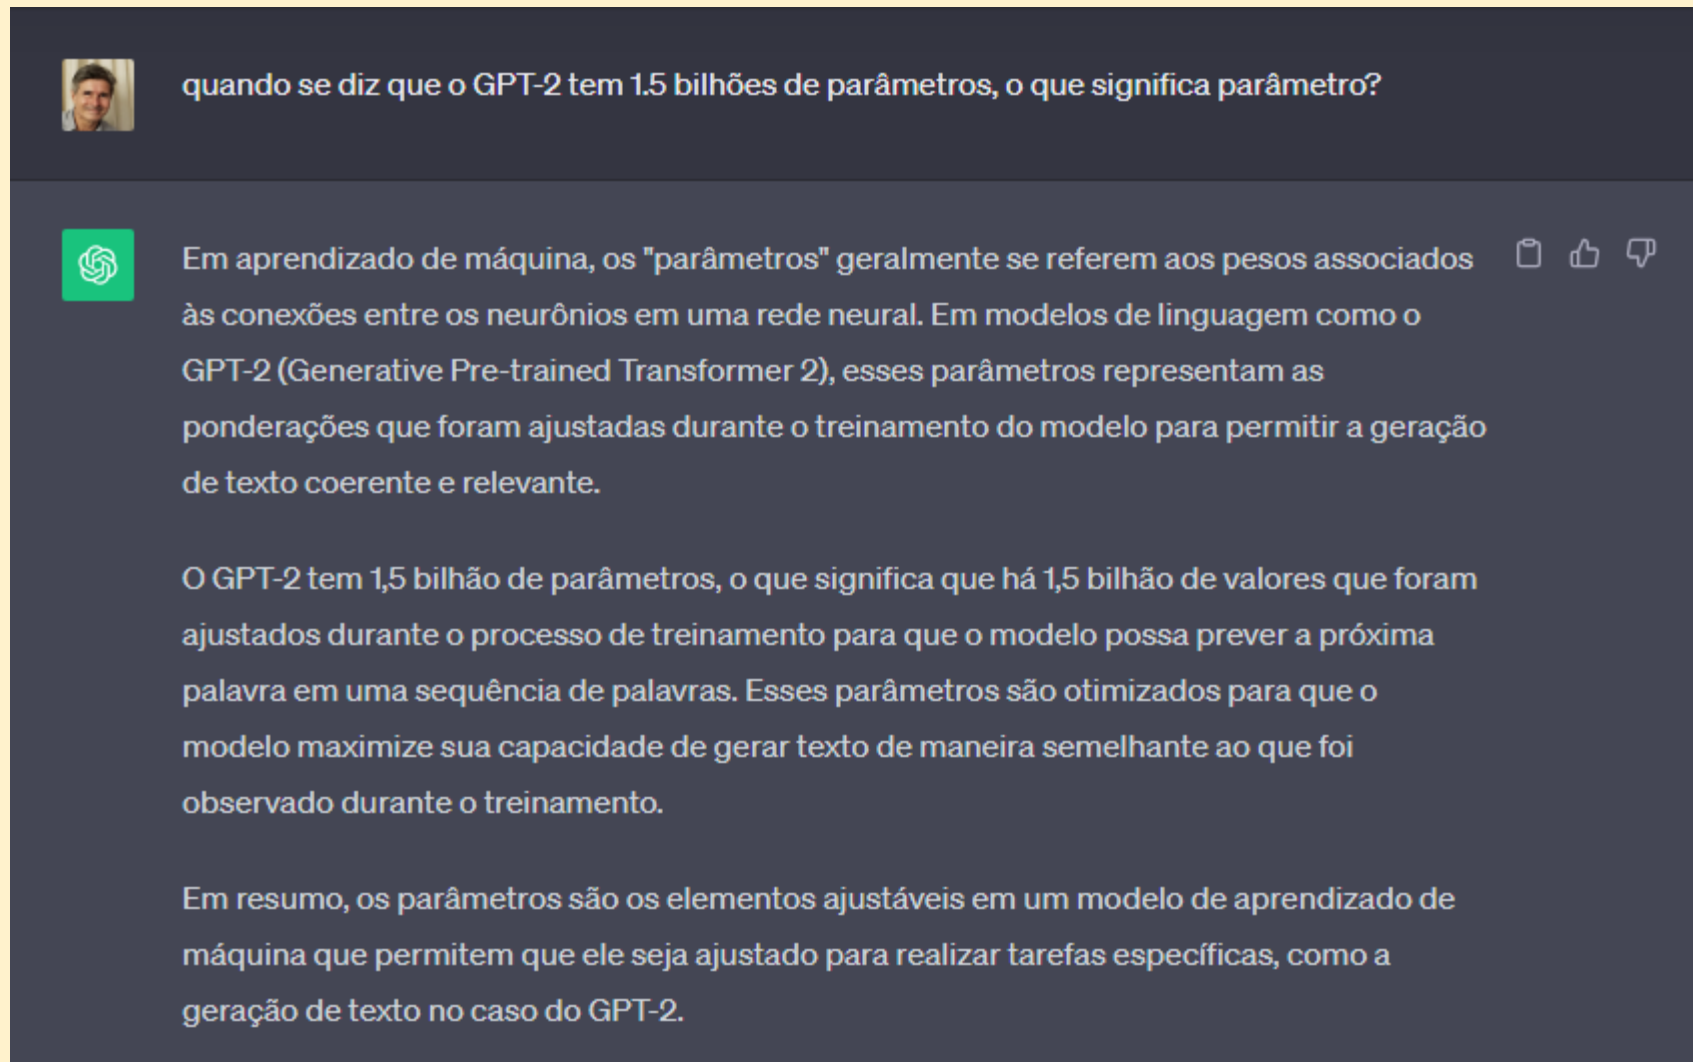 quando se diz que o GPT-2 tem 1.5 bilhões de parâmetros, o que significa parâmetro?
Em aprendizado de máquina, os "parâmetros" geralmente se referem aos pesos associados
às conexões entre os neurônios em uma rede neural. Em modelos de linguagem como o
GPT-2 (Generative Pre-trained Transformer 2), esses parâmetros representam as
ponderações que foram ajustadas durante o treinamento do modelo para permitir a geração
de texto coerente e relevante.
O GPT-2 tem 1,5 bilhão de parâmetros, o que significa que há 1,5 bilhão de valores que foram
ajustados durante o processo de treinamento para que o modelo possa prever a próxima
palavra em uma sequência de palavras. Esses parâmetros são otimizados para que o
modelo maximize sua capacidade de gerar texto de maneira semelhante ao que foi
observado durante o treinamento.
Em resumo, os parâmetros são os elementos ajustáveis em um modelo de aprendizado de
máquina que permitem que ele seja ajustado para realizar tarefas específicas, como a
geração de texto no caso do GPT-2.